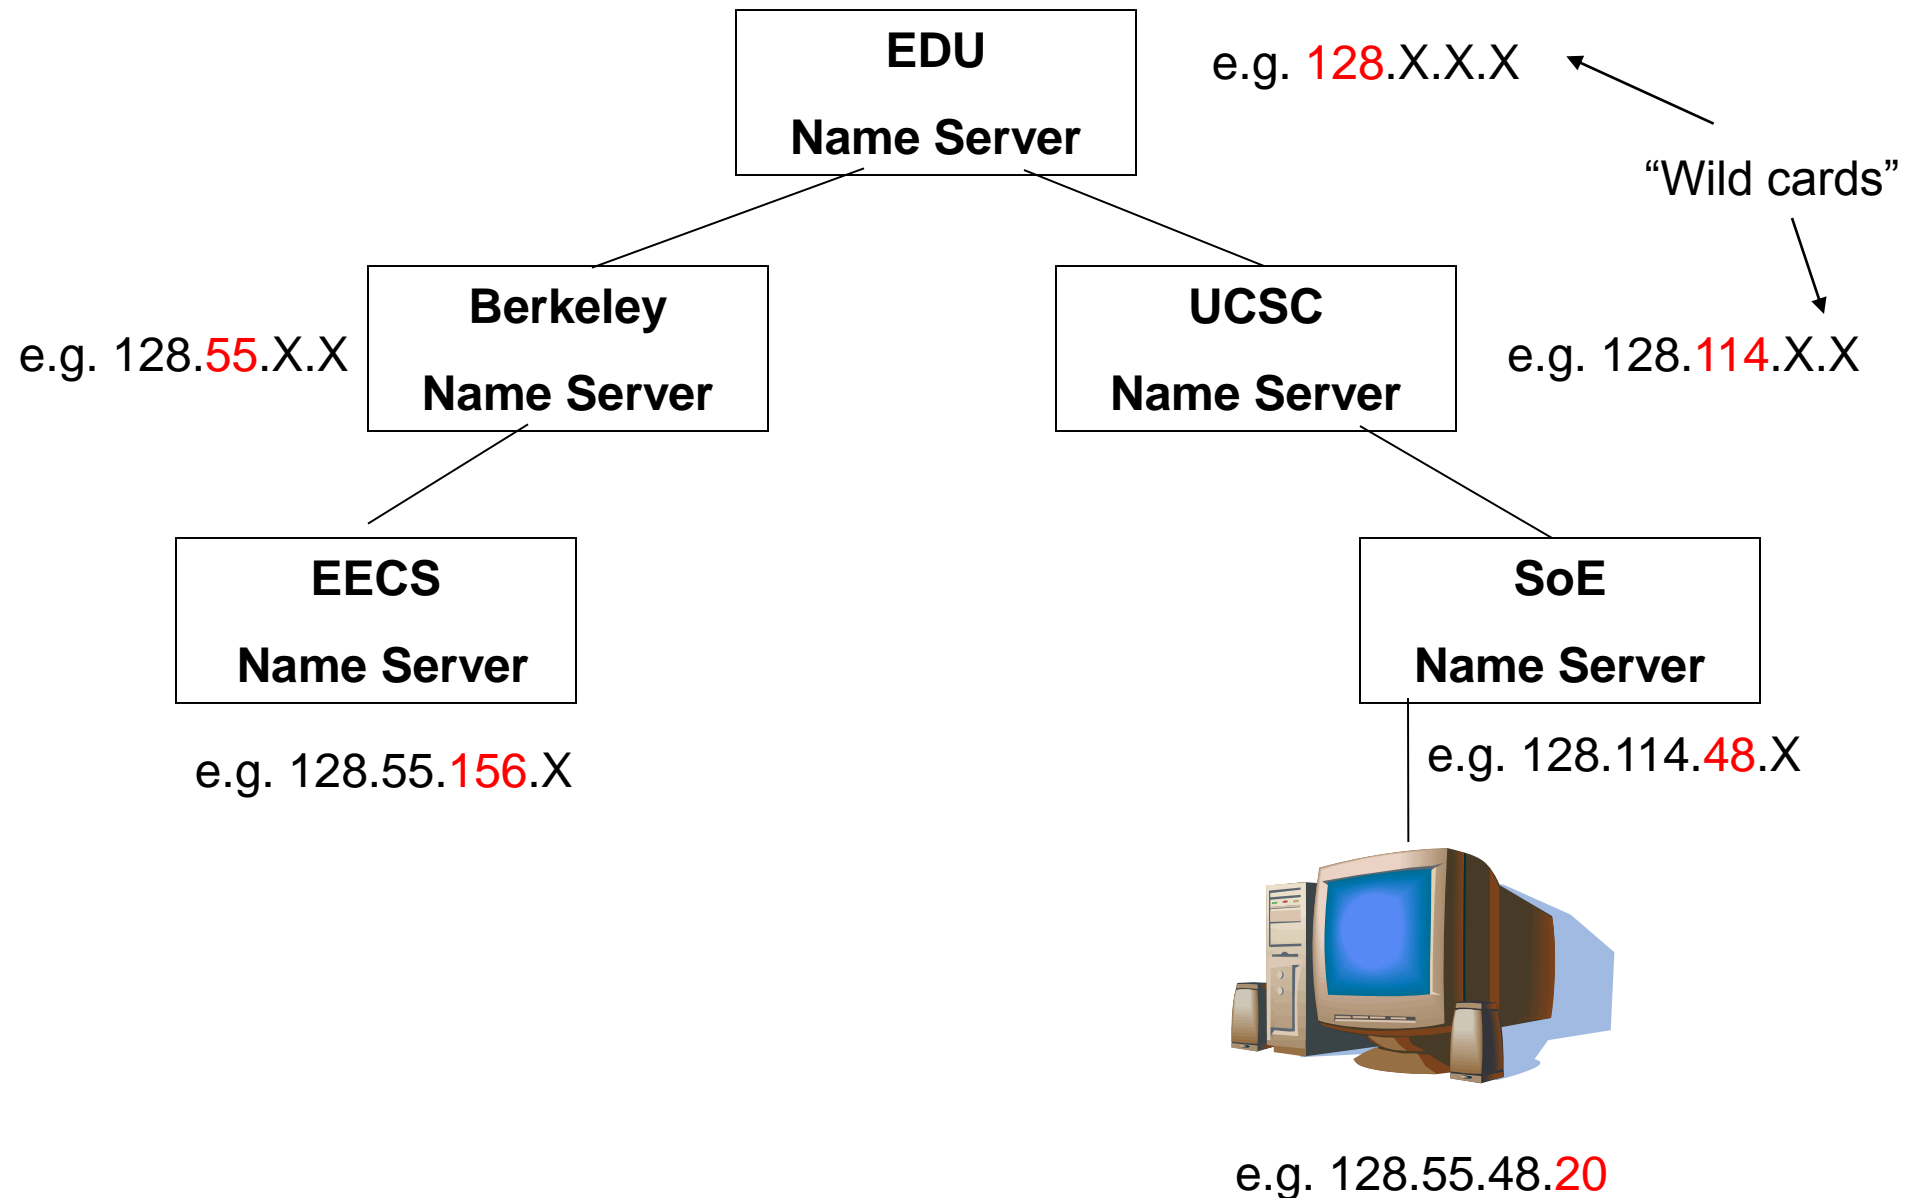 EDU
Name Server
e.g. 128.X.X.X
“Wild cards”
Berkeley
Name Server
e.g. 128.55.X.X
UCSC
Name Server
e.g. 128.114.X.X
EECS
Name Server
e.g. 128.55.156.X
SoE
Name Server
e.g. 128.114.48.X
e.g. 128.55.48.20